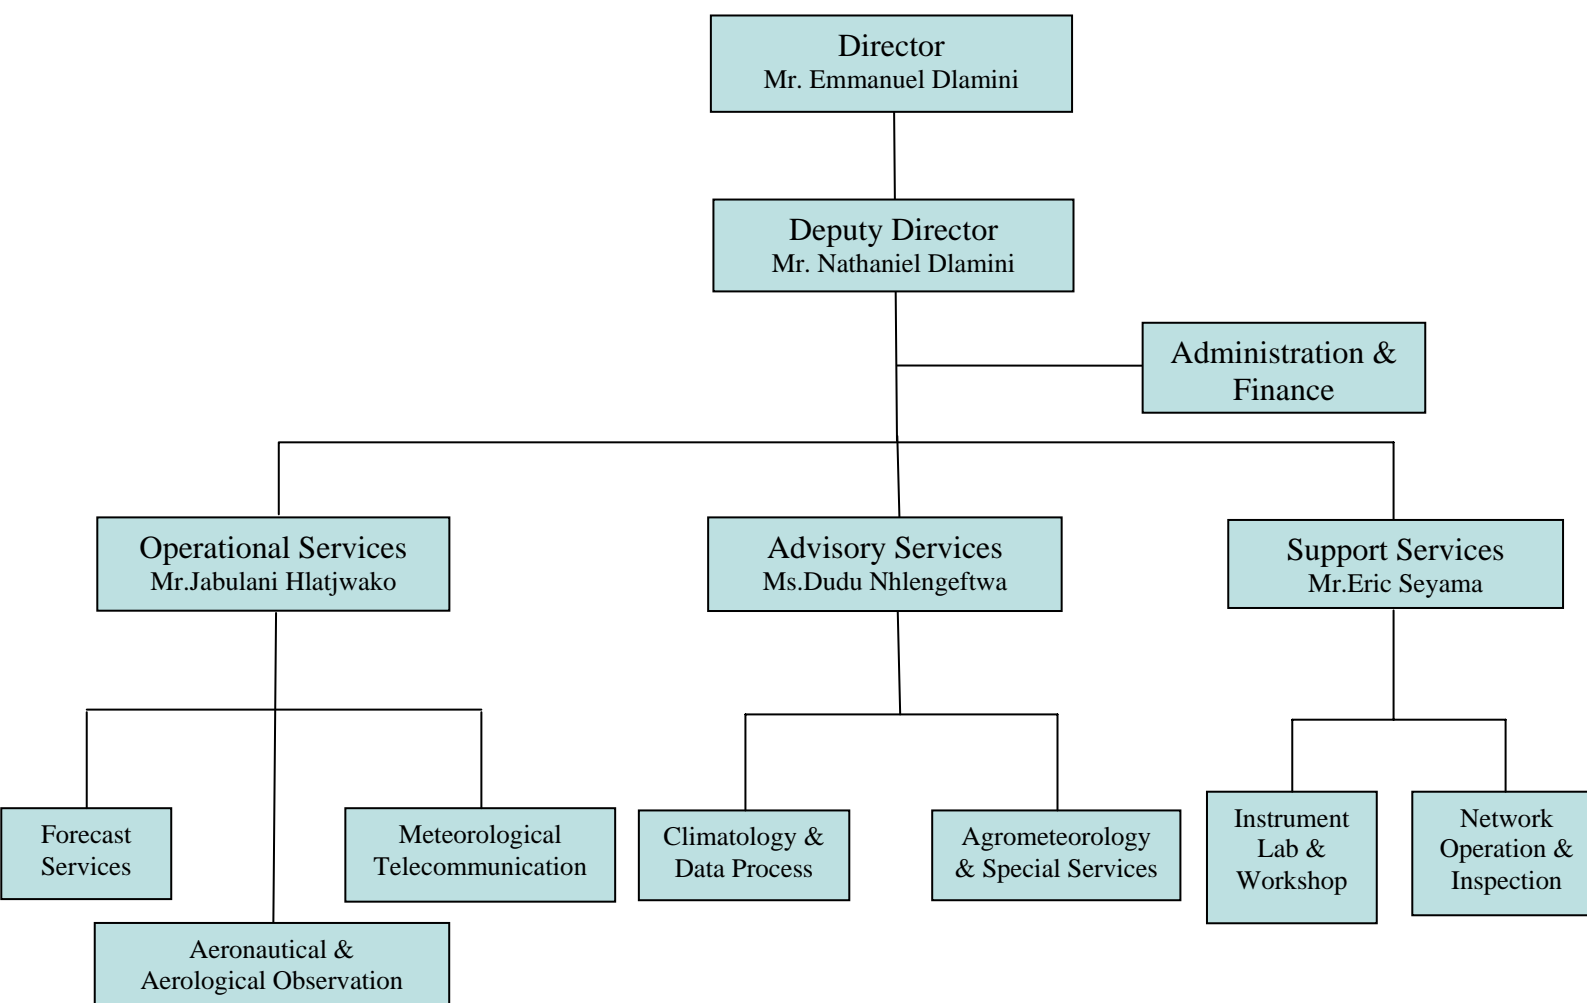 Director
Mr. Emmanuel Dlamini
Deputy Director
Mr. Nathaniel Dlamini
Administration &
Finance
Operational Services
Mr.Jabulani Hlatjwako
Advisory Services
Ms.Dudu Nhlengeftwa
Support Services
Mr.Eric Seyama
Forecast
Services
Meteorological
Telecommunication
Aeronautical &
Aerological Observation
Climatology &
Data Process
Agrometeorology
& Special Services
Instrument
Lab &
Workshop
Network
Operation &
Inspection